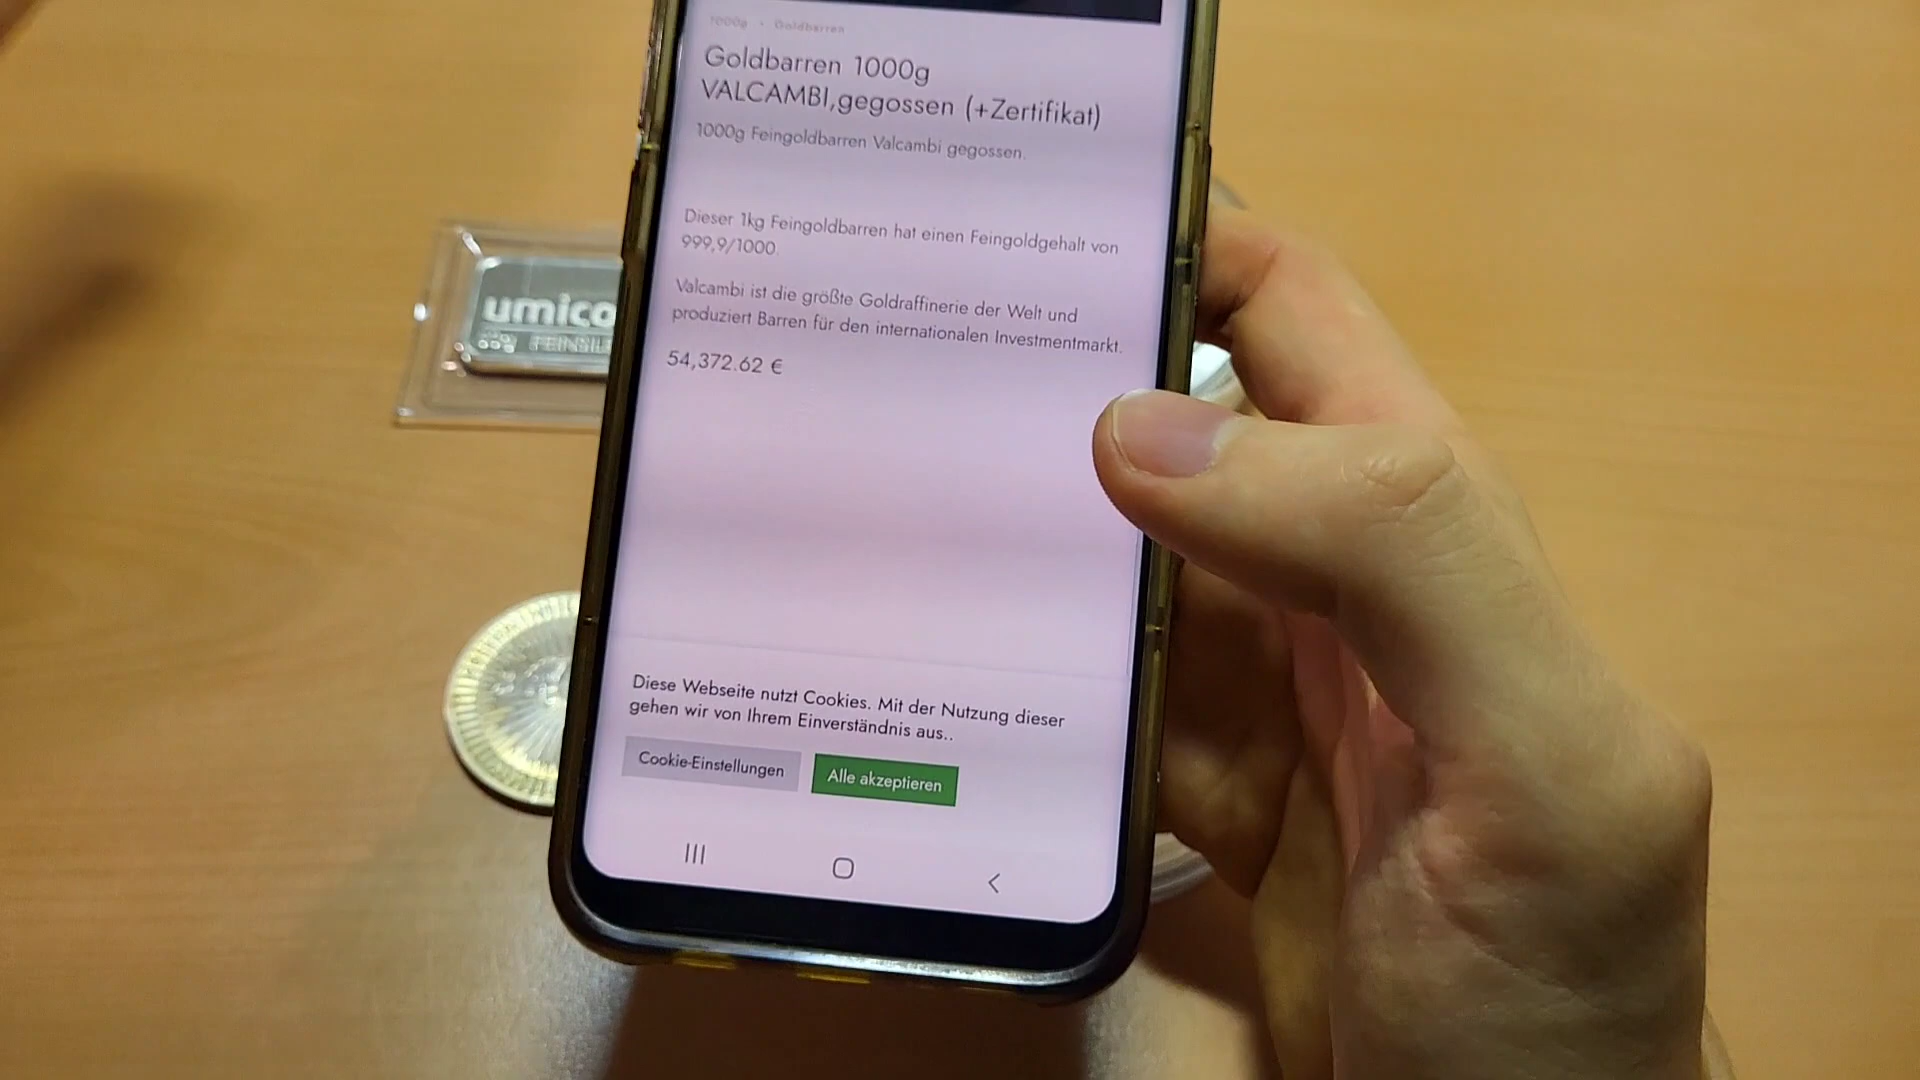 1000g • Goldbarren
Goldbarren 1000g
VALCAMBI,gegossen (+Zertifikat)
1000g Feingoldbarren Valcambi gegossen.
Dieser 1kg Feingoldbarren hat einen Feingoldgehalt von
999,9/1000.
Valcambi ist die größte Goldraffinerie der Welt und
produziert Barren für den internationalen Investmentmarkt.
54,372.62 €
umico
FEINSIL
Diese Webseite nutzt Cookies. Mit der Nutzung dieser
gehen wir von Ihrem Einverständnis aus..
Cookie-Einstellungen
Alle akzeptieren